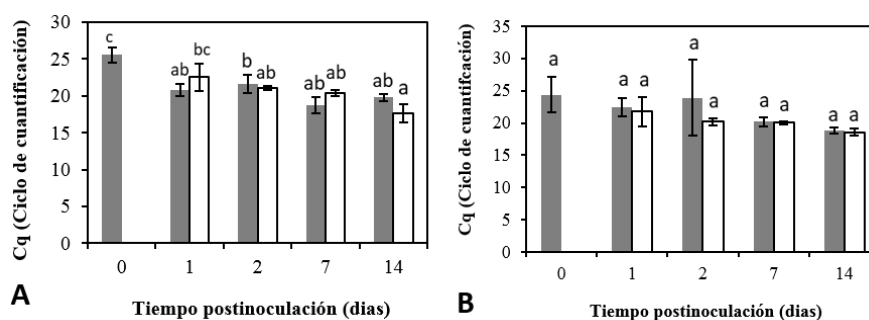 30
25
20
15
10
5
0
Cq (Ciclo de cuantificación)
c
ab
bc
b
ab
ab
ab
ab
a
0 1 2 7 14
Tiempo postinoculación (dias)
A
35
30
25
20
15
10
5
0
Cq (Ciclo de cuantifcación)
a
a
a
a
a
a
a
a
a
0 1 2 7 14
Tiempo postinoculación (dias)
B